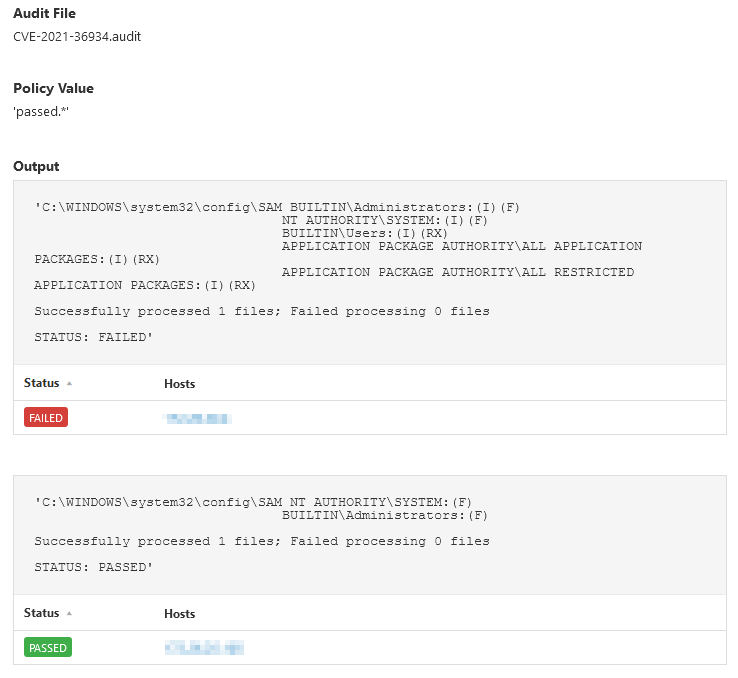 Audit File
CVE-2021-36934.audit
Policy Value
'passed.*'
Output
'C:\WINDOWS\system32\config\SAM BUILTIN\Administrators:(I)(F)
NT AUTHORITY\SYSTEM:(I)(F)
BUILTIN\Users:(I)(RX)
APPLICATION PACKAGE AUTHORITY\ALL APPLICATION
PACKAGES:(I)(RX)
APPLICATION PACKAGE AUTHORITY\ALL RESTRICTED
APPLICATION PACKAGES:(I)(RX)
Successfully processed 1 files; Failed processing 0 files
STATUS: FAILED'
Status Hosts
FAILED
'C:\WINDOWS\system32\config\SAM NT AUTHORITY\SYSTEM:(F)
BUILTIN\Administrators:(F)
Successfully processed 1 files; Failed processing 0 files
STATUS: PASSED'
Status Hosts
PASSED